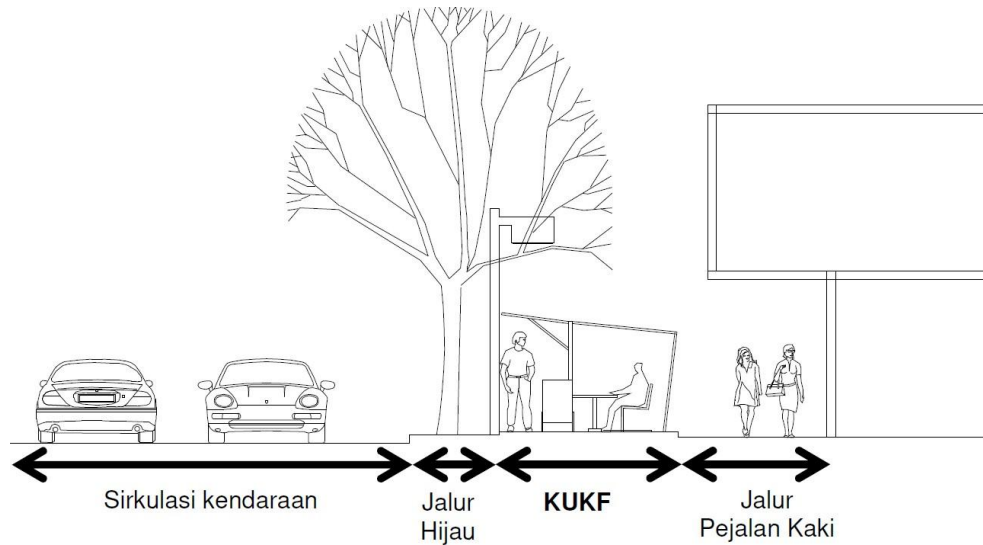 Sirkulasi kendaraan
Jalur
Hijau
KUKF
Jalur
Pejalan Kaki